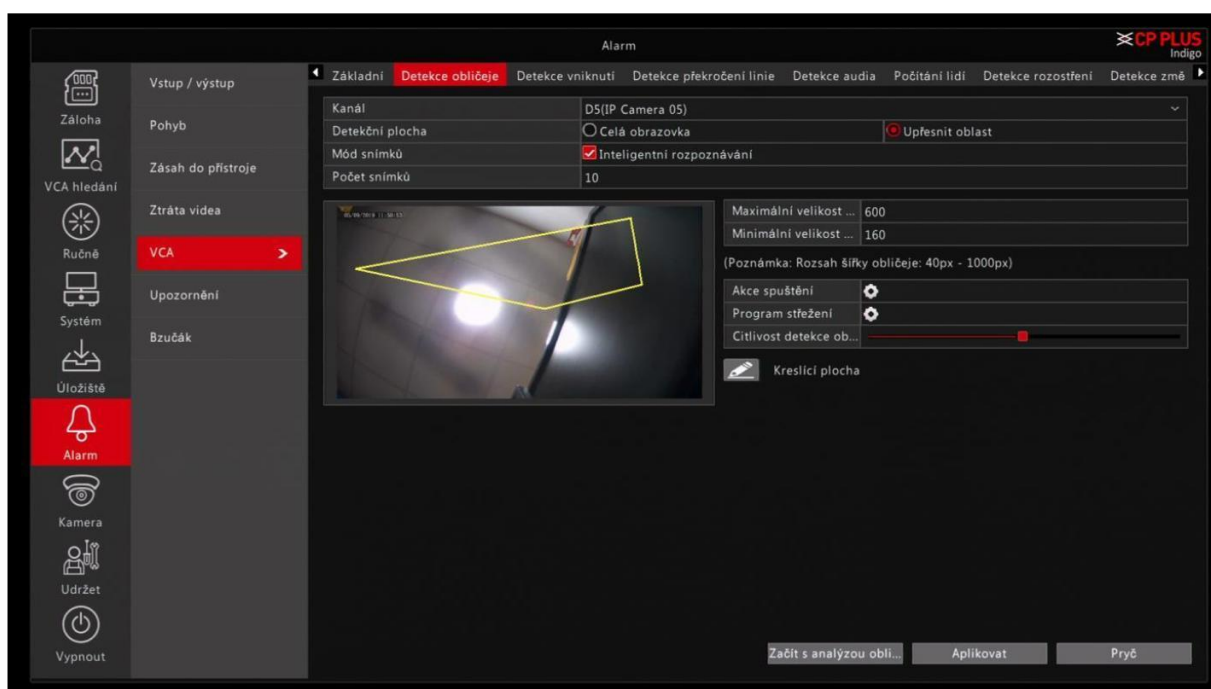 Alarm
CP PLUS
Indigo
Záloha
VCA hledání
Ručně
Systém
Úložiště
Alarm
Kamera
Udržet
Vypnout
Vstup / výstup
Pohyb
Zásah do přístroje
Ztráta videa
VCA >
Upozornění
Bzučák
Základní Detekce obličeje Detekce vniknutí Detekce překročení linie Detekce audia Počítání lidí Detekce rozostření Detekce změ
Kanál D5(IP Camera 05)
Detekční plocha Celá obrazovka Upřesnit oblast
Mód snímků Inteligentní rozpoznávání
Počet snímků 10
Maximální velikost ... 600
Minimální velikost ... 160
(Poznámka: Rozsah šířky obličeje: 40px - 1000px)
Akce spuštění
Program střežení
Citlivost detekce ob...
Kreslicí plocha
Začít s analýzou obli... Aplikovat Pryč